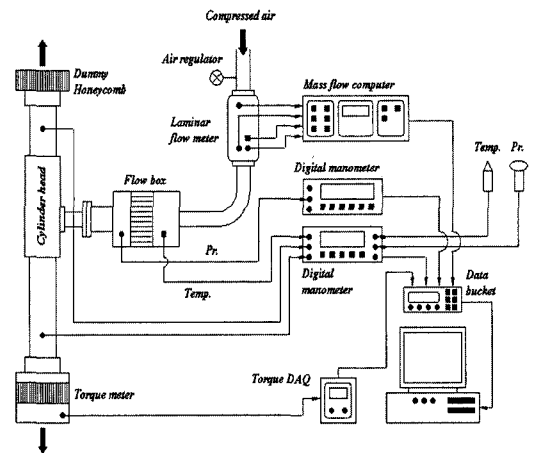 Compressed air
Air regulator
Dummy
Honeycomb
Mass flow computer
Laminar
flow meter
Temp.
Pr.
Digital manometer
Flow box
Cylinder head
Pr.
Temp.
Digital
manometer
Data
bucket
Torque DAQ
Torque meter